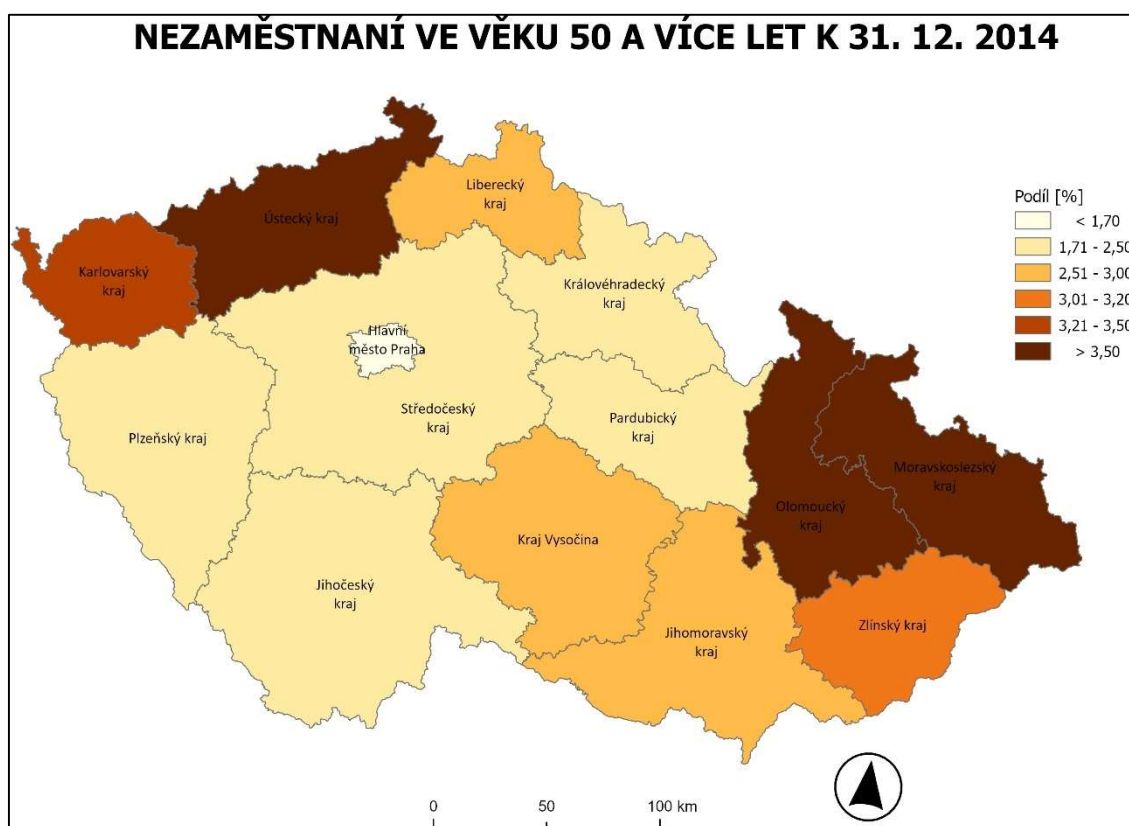 NEZAMĚSTNANÍ VE VĚKU 50 A VÍCE LET K 31. 12. 2014
Liberecký
kraj
Ústecký kraj
Karlovarský
kraj
Královéhradecký
kraj
Hlavní
město Praha
Středočeský
kraj
Pardubický
kraj
Plzeňský kraj
Moravskoslezský
kraj
Olomoucký
kraj
Kraj Vysočina
Jihočeský
kraj
Jihomoravský
kraj
Zlínský kraj
Podíl [%]
< 1,70
1,71 - 2,50
2,51 - 3,00
3,01 - 3,20
3,21 - 3,50
> 3,50
0 50 100 km